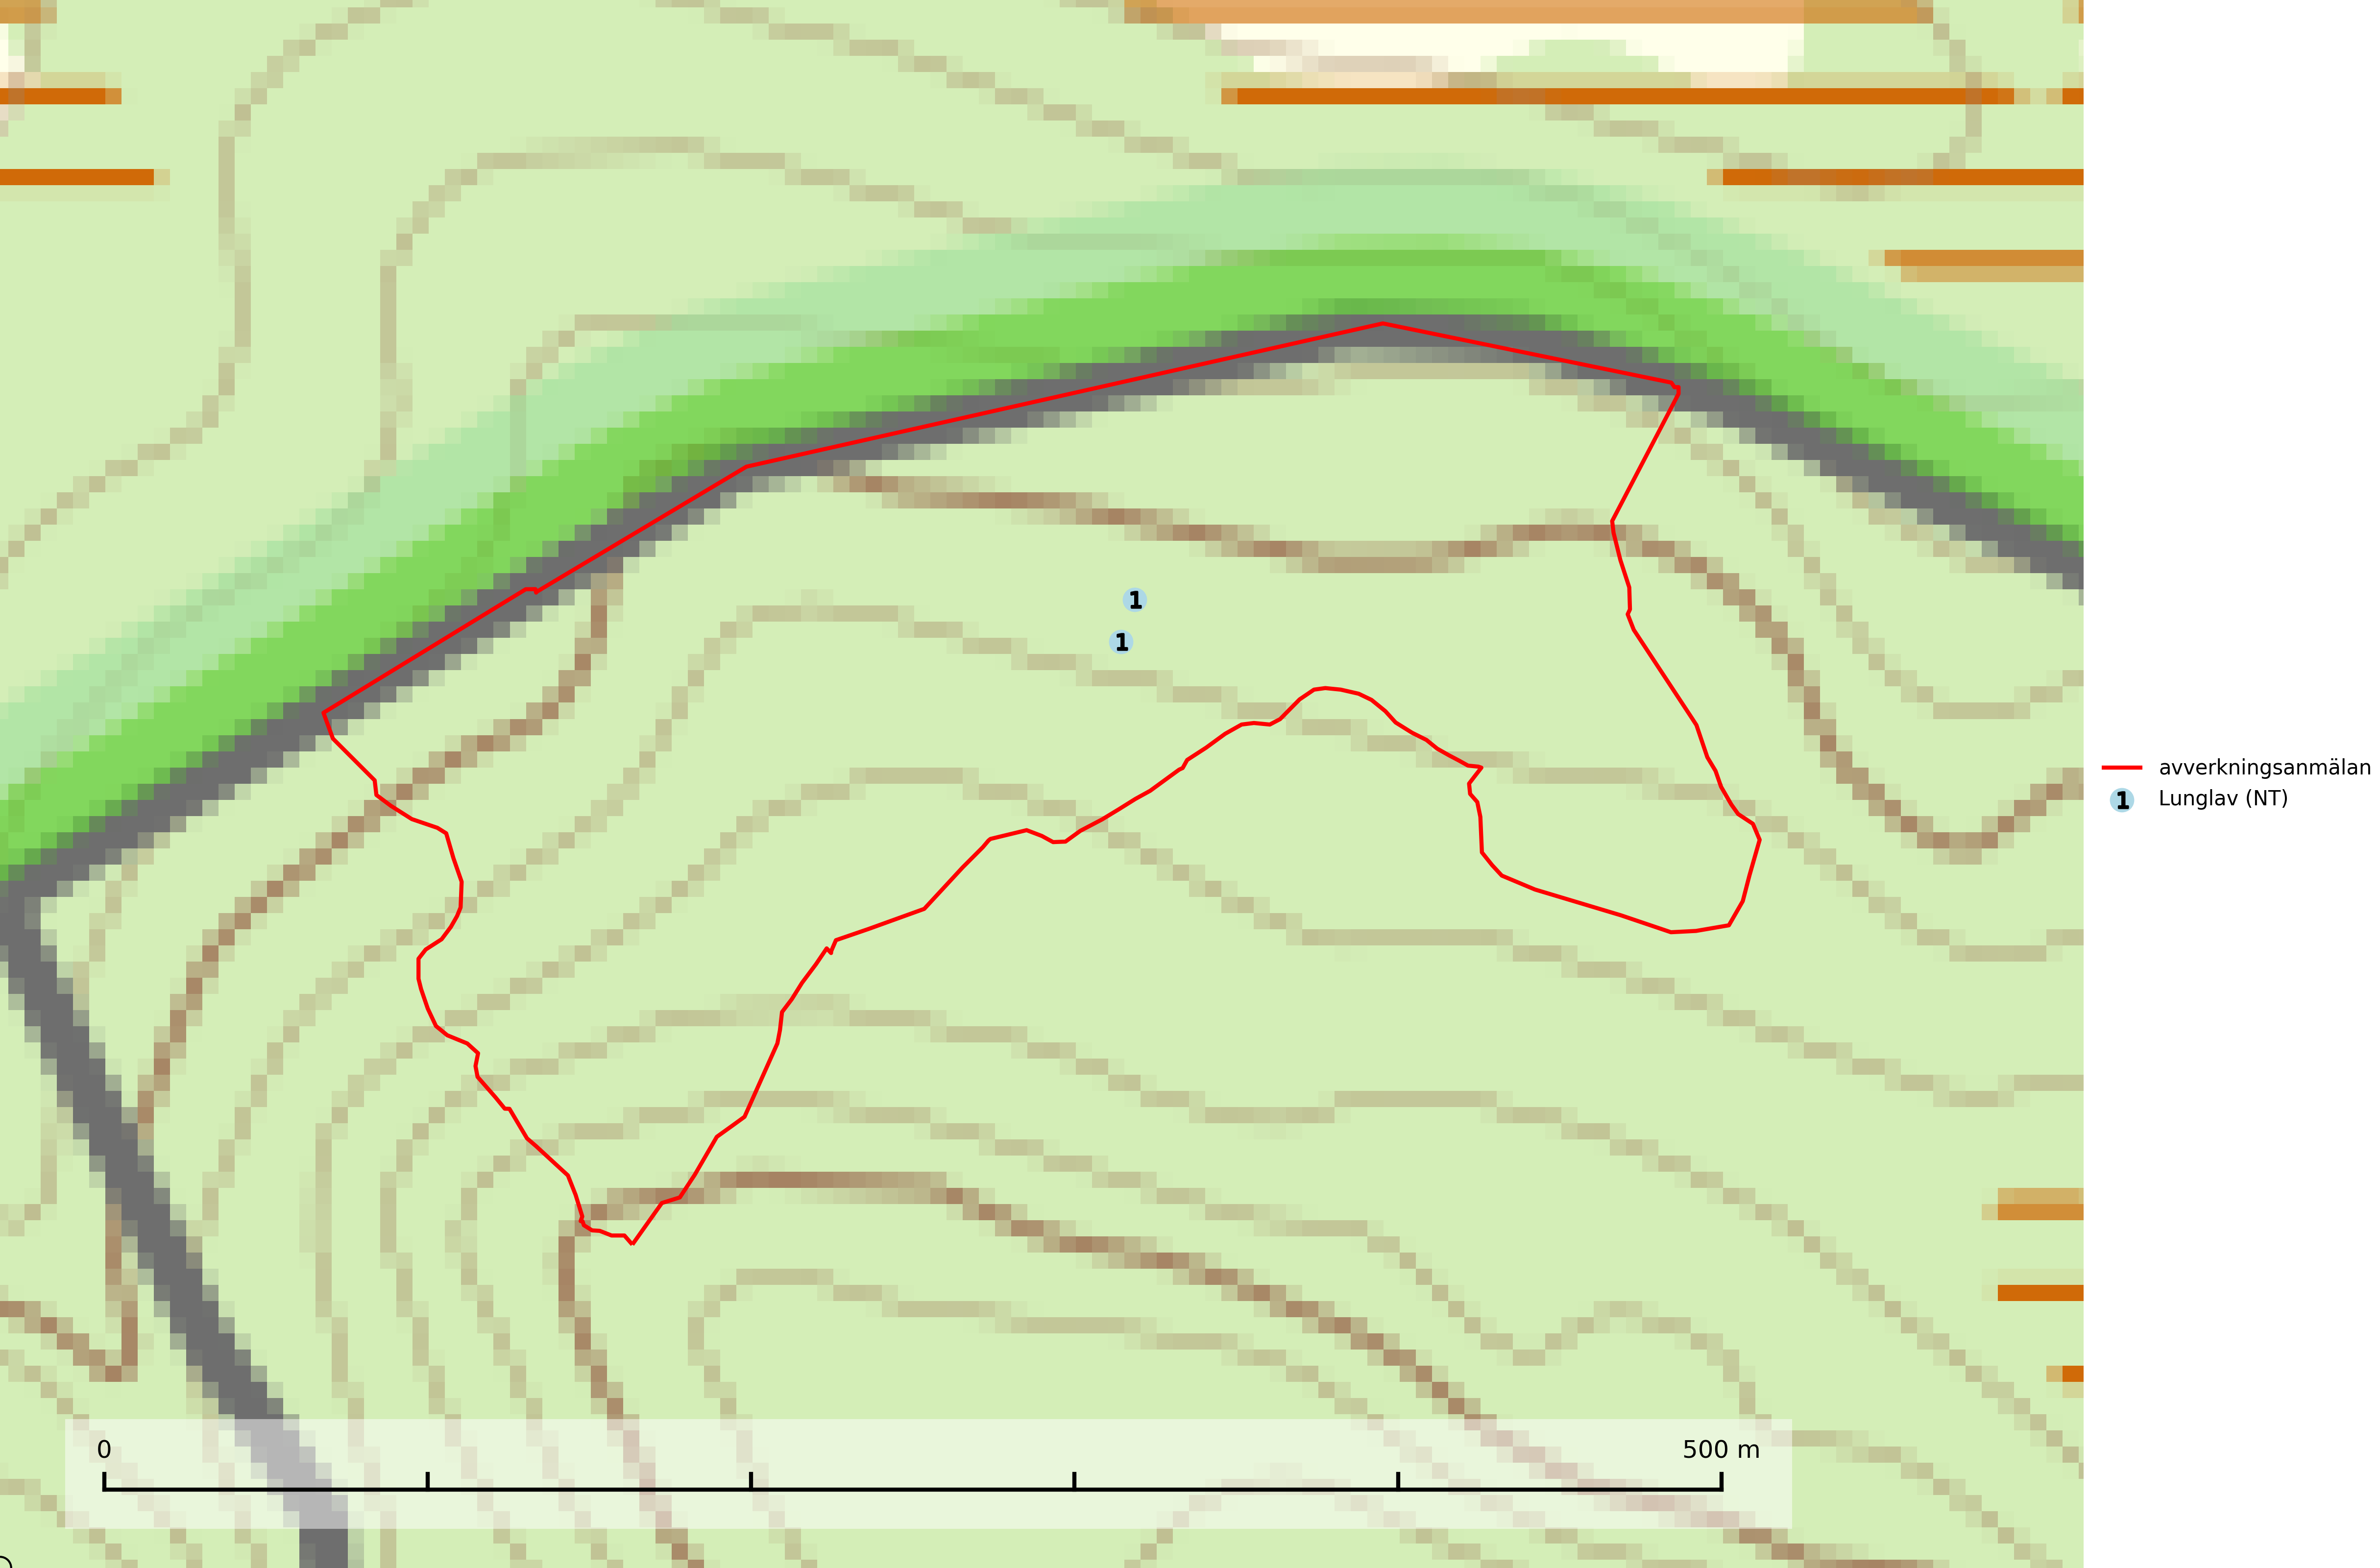 1
1
avverkningsanmälan
1 Lunglav (NT)
0 500 m